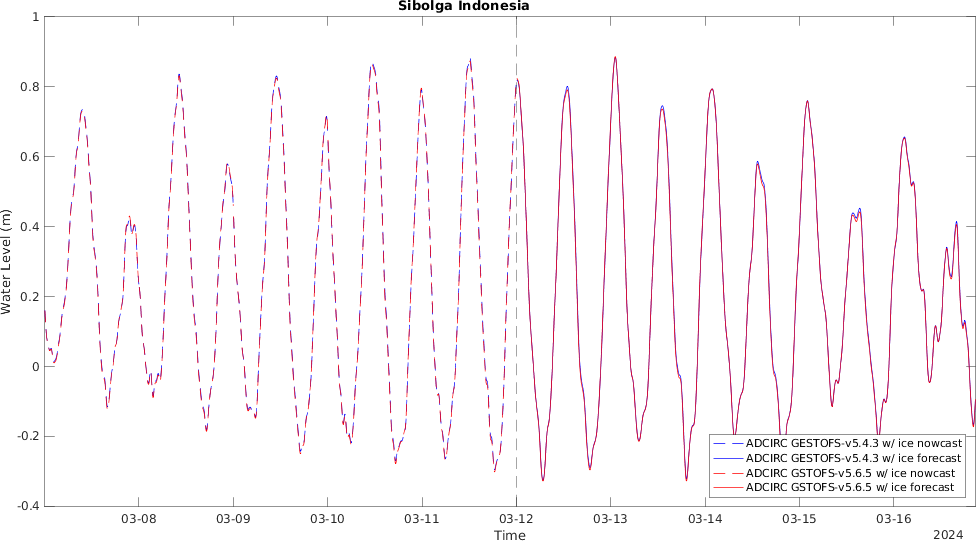 Sibolga Indonesia
1
0.8
0.6
0.4
0.2
0
-0.2
-0.4
Water Level (m)
03-08 03-09 03-10 03-11 03-12 03-13 03-14 03-15 03-16
Time
2024
ADCIRC GESTOFS-v5.4.3 w/ ice nowcast
ADCIRC GESTOFS-v5.4.3 w/ ice forecast
ADCIRC GSTOFS-v5.6.5 w/ ice nowcast
ADCIRC GSTOFS-v5.6.5 w/ ice forecast